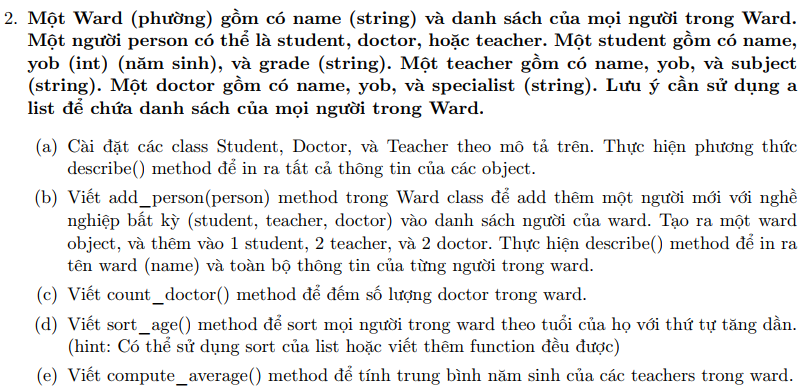 2. Một Ward (phường) gồm có name (string) và danh sách của mọi người trong Ward.
Một người person có thể là student, doctor, hoặc teacher. Một student gồm có name,
yob (int) (năm sinh), và grade (string). Một teacher gồm có name, yob, và subject
(string). Một doctor gồm có name, yob, và specialist (string). Lưu ý cần sử dụng a
list để chứa danh sách của mọi người trong Ward.
(a) Cài đặt các class Student, Doctor, và Teacher theo mô tả trên. Thực hiện phương thức
describe() method để in ra tất cả thông tin của các object.
(b) Viết add_person(person) method trong Ward class để add thêm một người mới với nghề
nghiệp bất kỳ (student, teacher, doctor) vào danh sách người của ward. Tạo ra một ward
object, và thêm vào 1 student, 2 teacher, và 2 doctor. Thực hiện describe() method để in ra
tên ward (name) và toàn bộ thông tin của từng người trong ward.
(c) Viết count_doctor() method để đếm số lượng doctor trong ward.
(d) Viết sort_age() method để sort mọi người trong ward theo tuổi của họ với thứ tự tăng dần.
(hint: Có thể sử dụng sort của list hoặc viết thêm function đều được)
(e) Viết compute_average() method để tính trung bình năm sinh của các teachers trong ward.